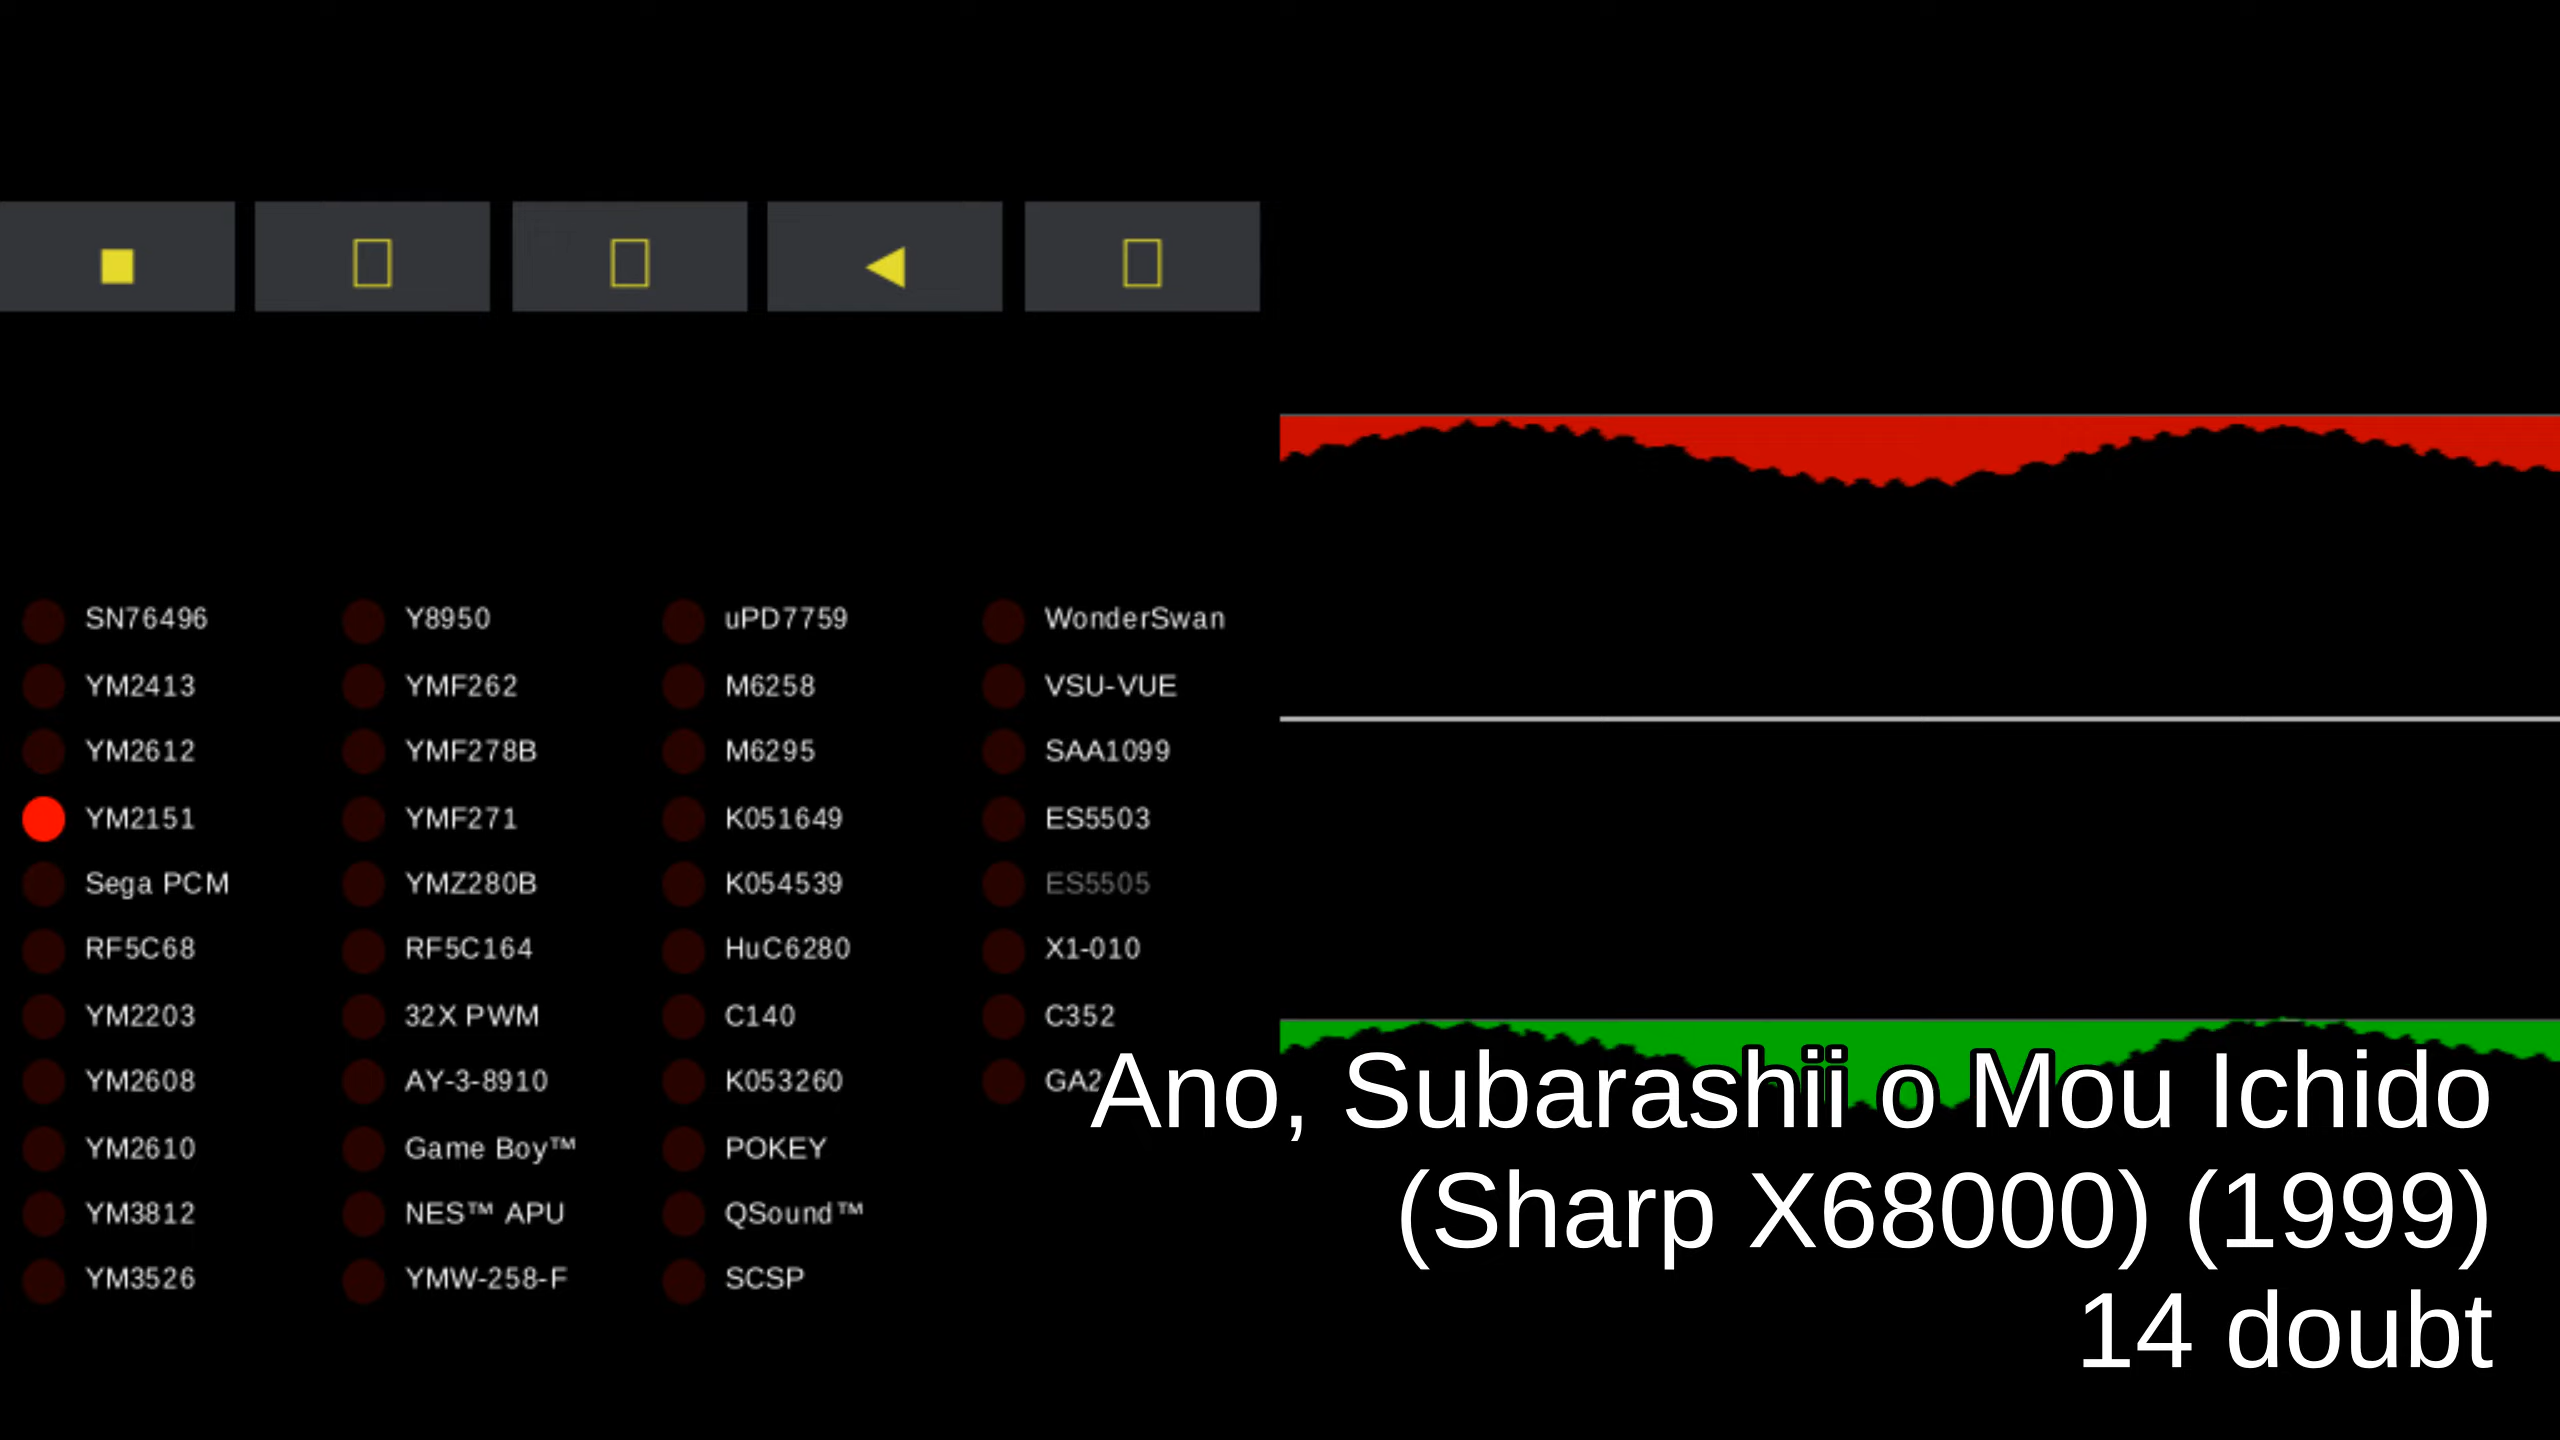 SN76496 Y8950 uPD7759 WonderSwan
YM2413 YMF262 M6258 VSU-VUE
YM2612 YMF278B M6295 SAA1099
YM2151 YMF271 K051649 ES5503
Sega PCM YMZ280B K054539 ES5505
RF5C68 RF5C164 HuC6280 X1-010
YM2203 32X PWM C140 C352
YM2608 AY-3-8910 K053260
YM2610 Game Boy™ POKEY
YM3812 NES™ APU QSound™
YM3526 YMW-258-F SCSP
Ano, Subarashii o Mou Ichido
(Sharp X68000) (1999)
14 doubt